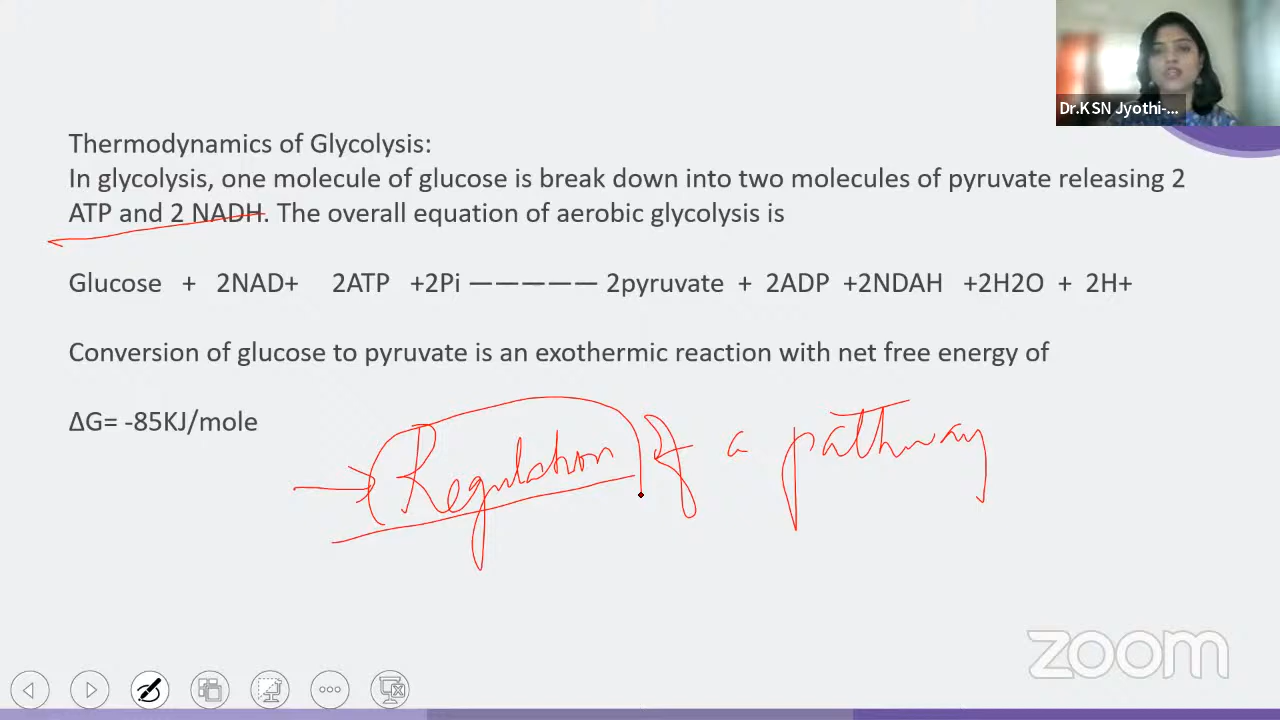 Dr.KSN Jyothi-...
Thermodynamics of Glycolysis:
In glycolysis, one molecule of glucose is break down into two molecules of pyruvate releasing 2
ATP and 2 NADH. The overall equation of aerobic glycolysis is
Glucose + 2NAD+ 2ATP +2Pi ————— 2pyruvate + 2ADP +2NDAH +2H2O + 2H+
Conversion of glucose to pyruvate is an exothermic reaction with net free energy of
ΔG= -85KJ/mole
→ Regulation of a pathway
zoom